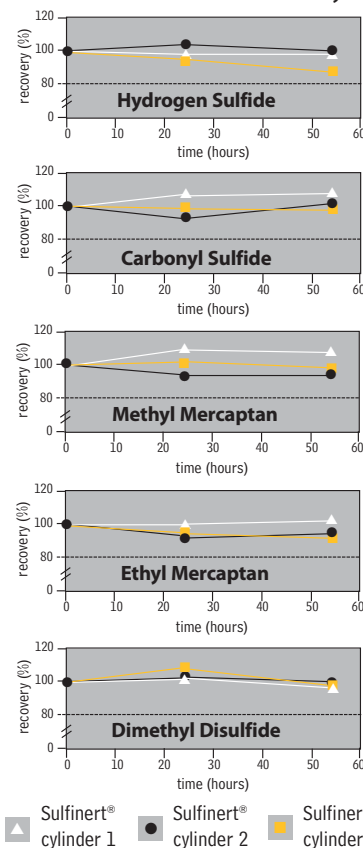 120
100
80
0
recovery (%)
Hydrogen Sulfide
0 10 20 30 40 50 60
time (hours)
120
100
80
0
recovery (%)
Carbonyl Sulfide
0 10 20 30 40 50 60
time (hours)
120
100
80
0
recovery (%)
Methyl Mercaptan
0 10 20 30 40 50 60
time (hours)
120
100
80
0
recovery (%)
Ethyl Mercaptan
0 10 20 30 40 50 60
time (hours)
120
100
80
0
recovery (%)
Dimethyl Disulfide
0 10 20 30 40 50 60
time (hours)
Sulfinert® Sulfinert® Sulfiner
cylinder 1 cylinder 2 cylinder